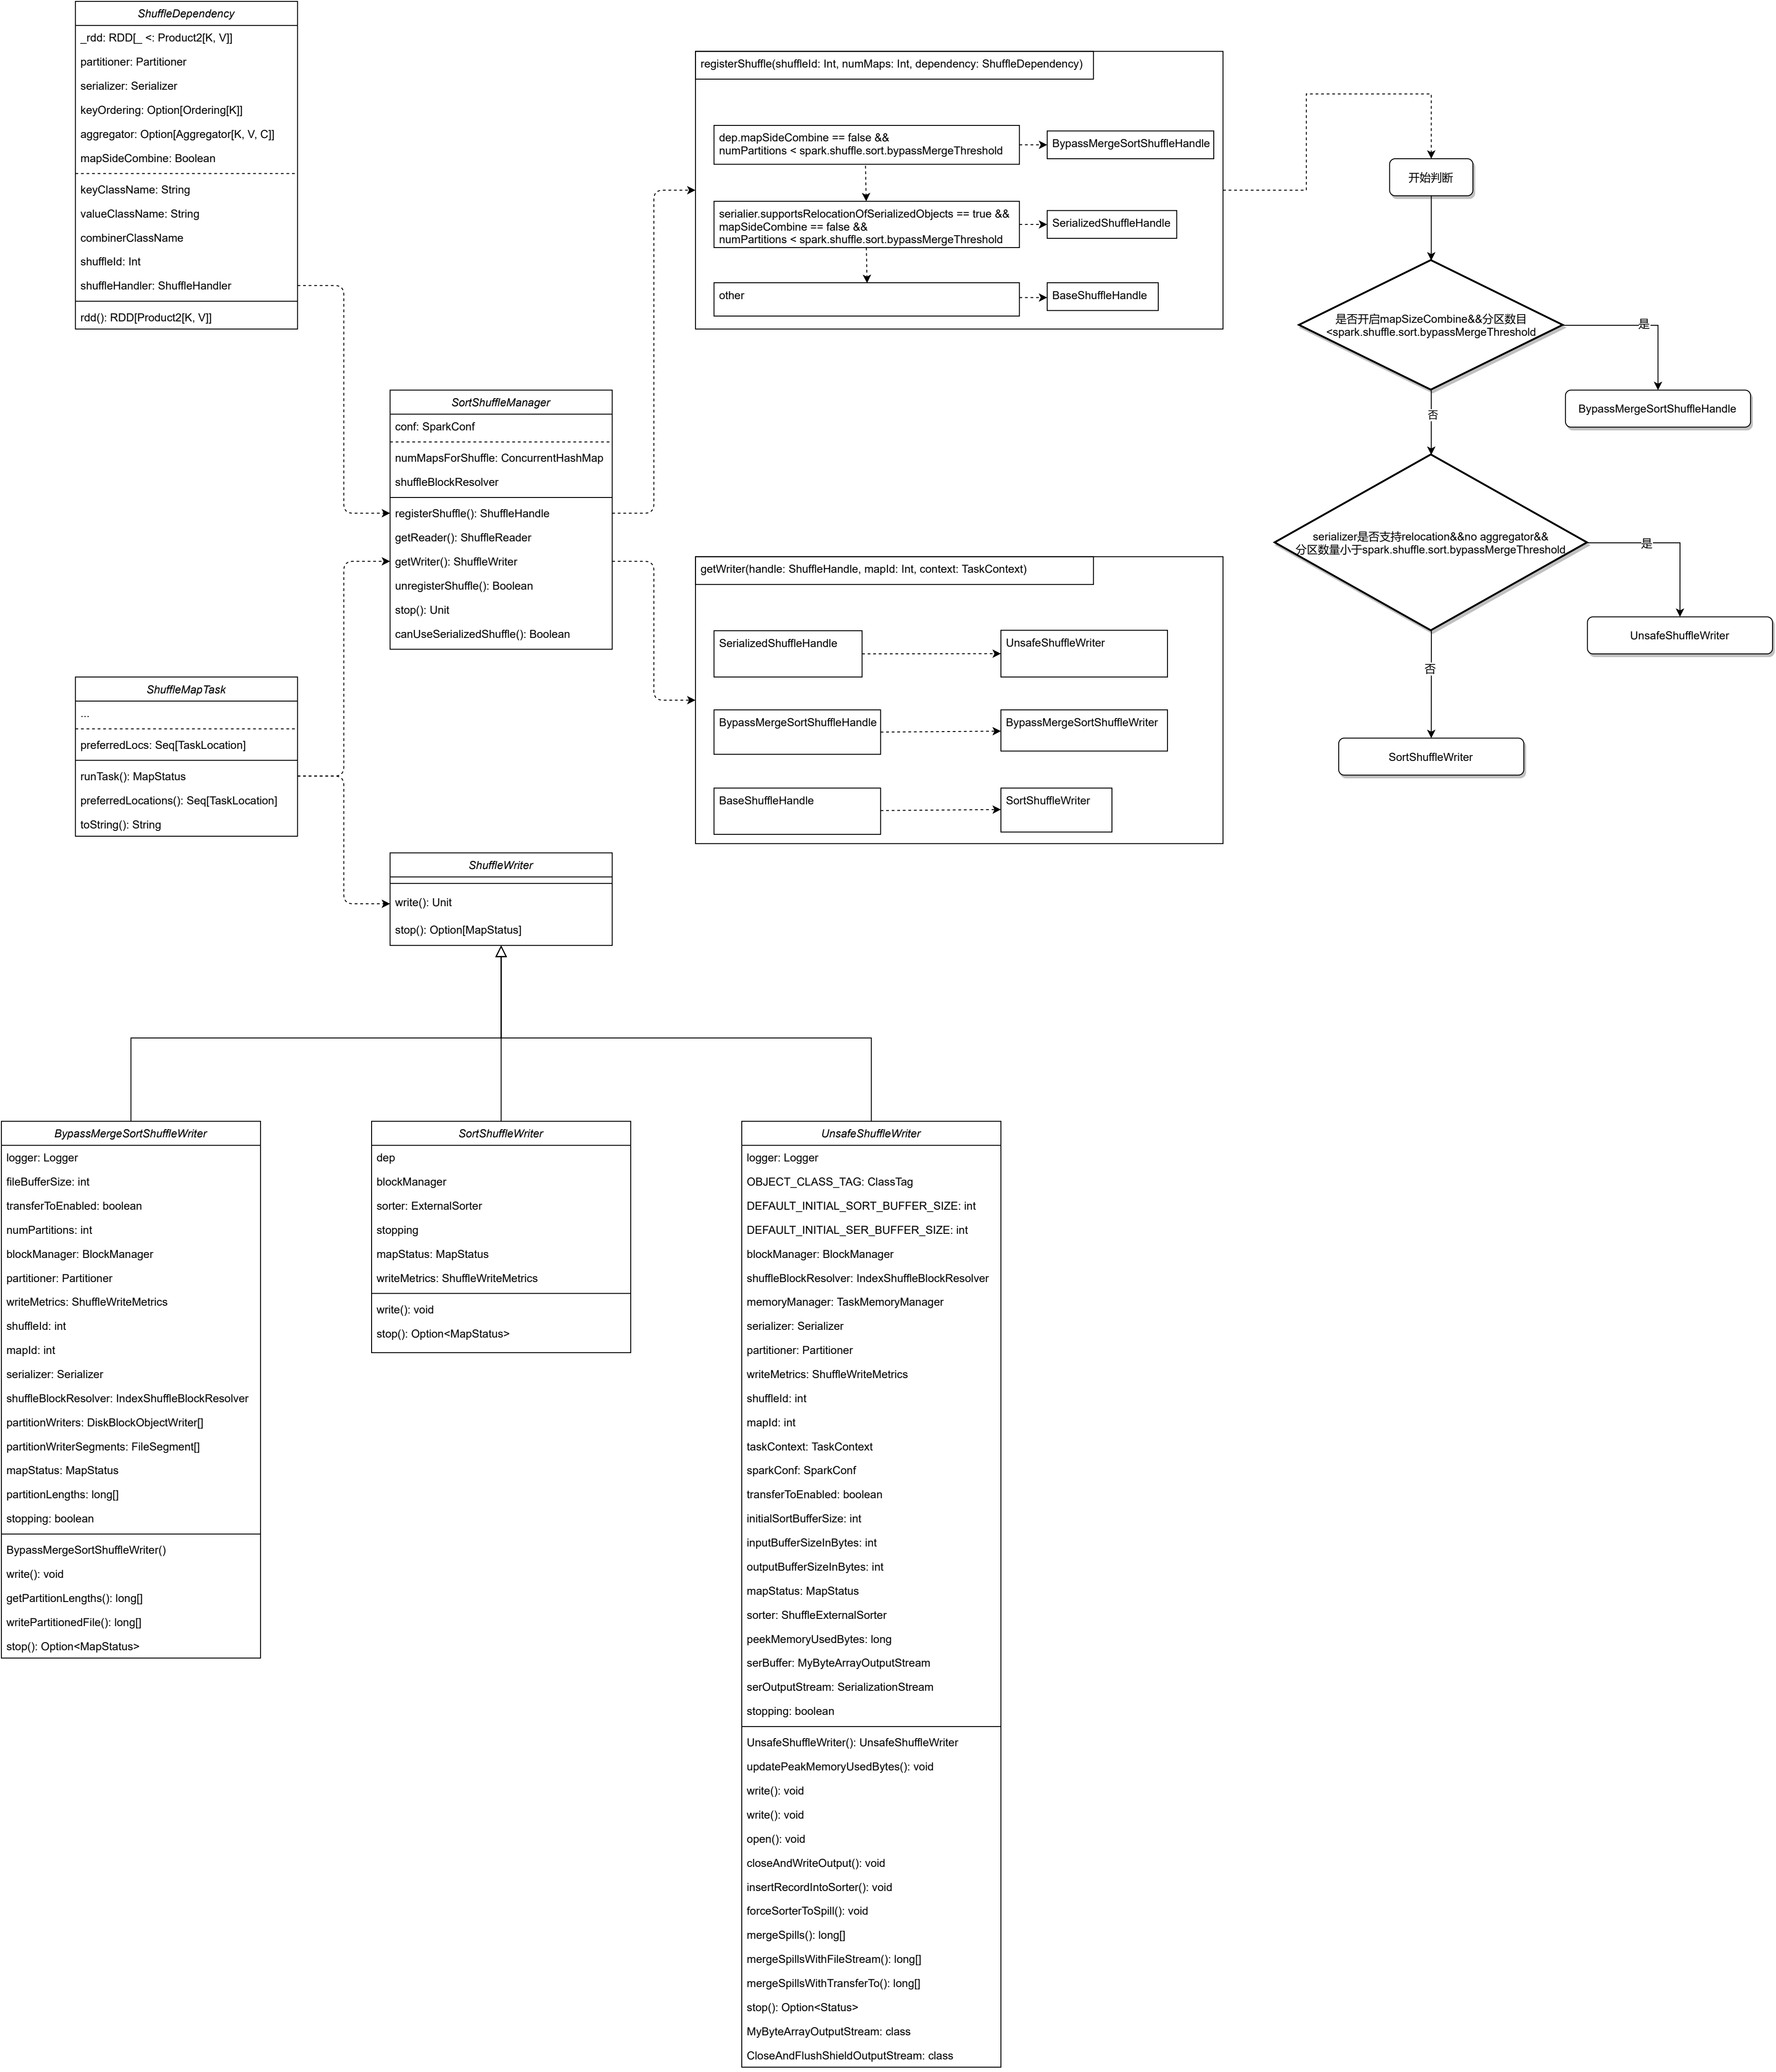 ShuffleDependency
_rdd: RDD[_ <: Product2[K, V]]
partitioner: Partitioner
serializer: Serializer
keyOrdering: Option[Ordering[K]]
aggregator: Option[Aggregator[K, V, C]]
mapSideCombine: Boolean
keyClassName: String
valueClassName: String
combinerClassName
shuffleId: Int
shuffleHandler: ShuffleHandler
rdd(): RDD[Product2[K, V]]
registerShuffle(shuffleId: Int, numMaps: Int, dependency: ShuffleDependency)
dep.mapSideCombine == false &&
numPartitions < spark.shuffle.sort.bypassMergeThreshold
BypassMergeSortShuffleHandle
serialier.supportsRelocationOfSerializedObjects == true &&
mapSideCombine == false &&
numPartitions < spark.shuffle.sort.bypassMergeThreshold
SerializedShuffleHandle
other
BaseShuffleHandle
开始判断
是否开启mapSizeCombine&&分区数目
<spark.shuffle.sort.bypassMergeThreshold
是
BypassMergeSortShuffleHandle
否
serializer是否支持relocation&&no aggregator&&
分区数量小于spark.shuffle.sort.bypassMergeThreshold
是
UnsafeShuffleWriter
否
SortShuffleWriter
SortShuffleManager
conf: SparkConf
numMapsForShuffle: ConcurrentHashMap
shuffleBlockResolver
registerShuffle(): ShuffleHandle
getReader(): ShuffleReader
getWriter(): ShuffleWriter
unregisterShuffle(): Boolean
stop(): Unit
canUseSerializedShuffle(): Boolean
getWriter(handle: ShuffleHandle, mapId: Int, context: TaskContext)
SerializedShuffleHandle
UnsafeShuffleWriter
BypassMergeSortShuffleHandle
BypassMergeSortShuffleWriter
BaseShuffleHandle
SortShuffleWriter
ShuffleMapTask
...
preferredLocs: Seq[TaskLocation]
runTask(): MapStatus
preferredLocations(): Seq[TaskLocation]
toString(): String
ShuffleWriter
write(): Unit
stop(): Option[MapStatus]
BypassMergeSortShuffleWriter
logger: Logger
fileBufferSize: int
transferToEnabled: boolean
numPartitions: int
blockManager: BlockManager
partitioner: Partitioner
writeMetrics: ShuffleWriteMetrics
shuffleId: int
mapId: int
serializer: Serializer
shuffleBlockResolver: IndexShuffleBlockResolver
partitionWriters: DiskBlockObjectWriter[]
partitionWriterSegments: FileSegment[]
mapStatus: MapStatus
partitionLengths: long[]
stopping: boolean
BypassMergeSortShuffleWriter()
write(): void
getPartitionLengths(): long[]
writePartitionedFile(): long[]
stop(): Option<MapStatus>
SortShuffleWriter
dep
blockManager
sorter: ExternalSorter
stopping
mapStatus: MapStatus
writeMetrics: ShuffleWriteMetrics
write(): void
stop(): Option<MapStatus>
UnsafeShuffleWriter
logger: Logger
OBJECT_CLASS_TAG: ClassTag
DEFAULT_INITIAL_SORT_BUFFER_SIZE: int
DEFAULT_INITIAL_SER_BUFFER_SIZE: int
blockManager: BlockManager
shuffleBlockResolver: IndexShuffleBlockResolver
memoryManager: TaskMemoryManager
serializer: Serializer
partitioner: Partitioner
writeMetrics: ShuffleWriteMetrics
shuffleId: int
mapId: int
taskContext: TaskContext
sparkConf: SparkConf
transferToEnabled: boolean
initialSortBufferSize: int
inputBufferSizeInBytes: int
outputBufferSizeInBytes: int
mapStatus: MapStatus
sorter: ShuffleExternalSorter
peekMemoryUsedBytes: long
serBuffer: MyByteArrayOutputStream
serOutputStream: SerializationStream
stopping: boolean
UnsafeShuffleWriter(): UnsafeShuffleWriter
updatePeakMemoryUsedBytes(): void
write(): void
write(): void
open(): void
closeAndWriteOutput(): void
insertRecordIntoSorter(): void
forceSorterToSpill(): void
mergeSpills(): long[]
mergeSpillsWithFileStream(): long[]
mergeSpillsWithTransferTo(): long[]
stop(): Option<Status>
MyByteArrayOutputStream: class
CloseAndFlushShieldOutputStream: class